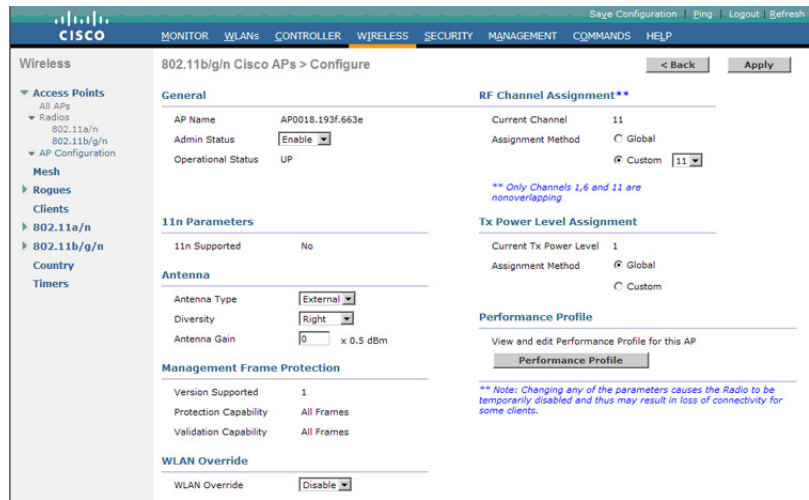 Save Configuration | Ping | Logout | Refresh
CISCO
MONITOR WLANs CONTROLLER WIRELESS SECURITY MANAGEMENT COMMANDS HELP
Wireless
Access Points
All APs
Radios
802.11a/n
802.11b/g/n
AP Configuration
Mesh
Rogues
Clients
802.11a/n
802.11b/g/n
Country
Timers
802.11b/g/n Cisco APs > Configure
< Back
Apply
General
AP Name AP0018.193f.663e
Admin Status Enable
Operational Status UP
11n Parameters
11n Supported No
Antenna
Antenna Type External
Diversity Right
Antenna Gain 0 x 0.5 dBm
Management Frame Protection
Version Supported 1
Protection Capability All Frames
Validation Capability All Frames
WLAN Override
WLAN Override Disable
RF Channel Assignment**
Current Channel 11
Assignment Method Global
Custom 11
** Only Channels 1,6 and 11 are
nonoverlapping
Tx Power Level Assignment
Current Tx Power Level 1
Assignment Method Global
Custom
Performance Profile
View and edit Performance Profile for this AP
Performance Profile
** Note: Changing any of the parameters causes the Radio to be
temporarily disabled and thus may result in loss of connectivity for
some clients.